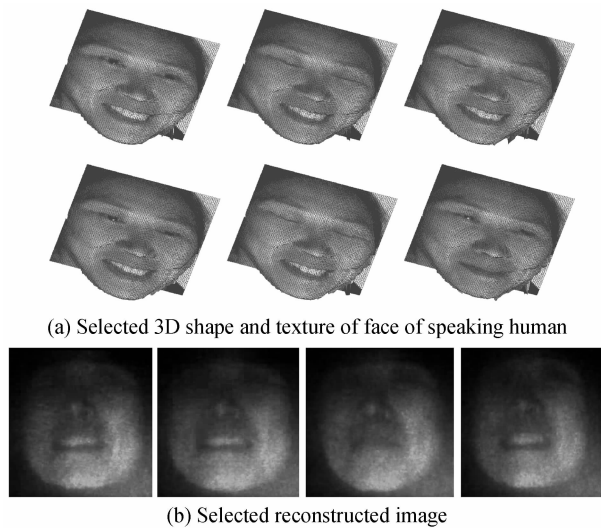 (a) Selected 3D shape and texture of face of speaking human
(b) Selected reconstructed image